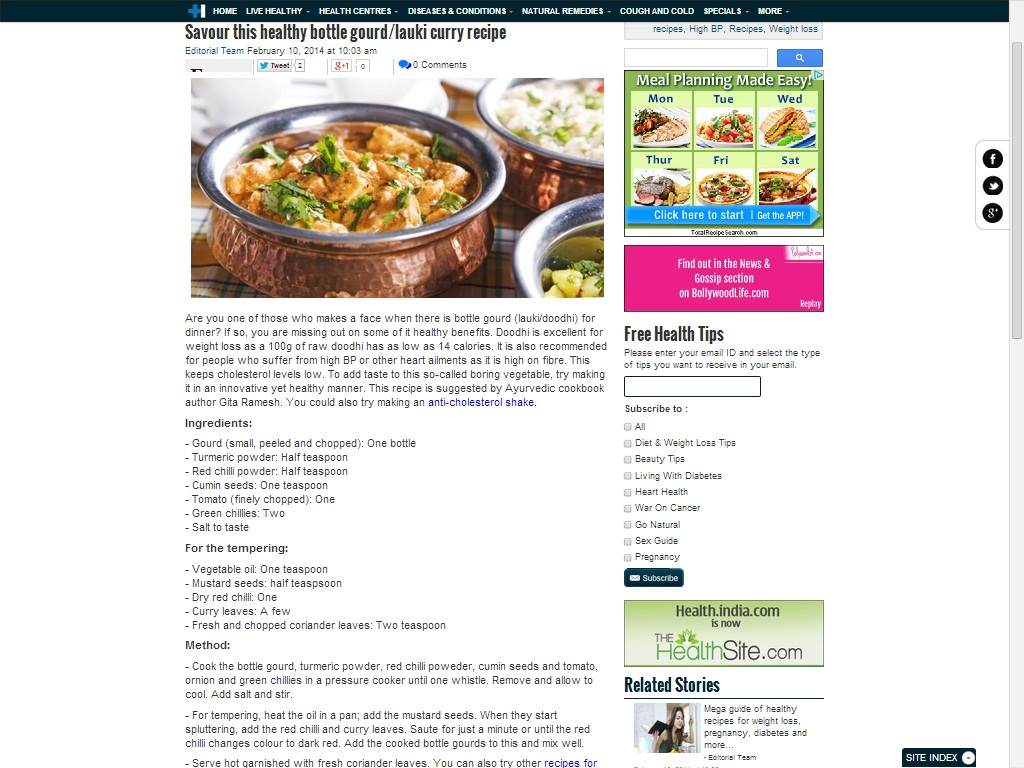 HOME LIVE HEALTHY HEALTH CENTRES DISEASES & CONDITIONS NATURAL REMEDIES COUGH AND COLD SPECIALS MORE
Savour this healthy bottle gourd/lauki curry recipe
Editorial Team February 10, 2014 at 10:03 am
Tweet 2 g+1 0 0 Comments
Are you one of those who makes a face when there is bottle gourd (lauki/doodhi) for
dinner? If so, you are missing out on some of it healthy benefits. Doodhi is excellent for
weight loss as a 100g of raw doodhi has as low as 14 calories. It is also recommended
for people who suffer from high BP or other heart ailments as it is high on fibre. This
keeps cholesterol levels low. To add taste to this so-called boring vegetable, try making
it in an innovative yet healthy manner. This recipe is suggested by Ayurvedic cookbook
author Gita Ramesh. You could also try making an anti-cholesterol shake.
Ingredients:
- Gourd (small, peeled and chopped): One bottle
- Turmeric powder: Half teaspoon
- Red chilli powder: Half teaspoon
- Cumin seeds: One teaspoon
- Tomato (finely chopped): One
- Green chillies: Two
- Salt to taste
For the tempering:
- Vegetable oil: One teaspoon
- Mustard seeds: half teaspsoon
- Dry red chilli: One
- Curry leaves: A few
- Fresh and chopped coriander leaves: Two teaspoon
Method:
- Cook the bottle gourd, turmeric powder, red chilli poweder, cumin seeds and tomato,
ornion and green chillies in a pressure cooker until one whistle. Remove and allow to
cool. Add salt and stir.
- For tempering, heat the oil in a pan; add the mustard seeds. When they start
spluttering, add the red chilli and curry leaves. Saute for just a minute or until the red
chilli changes colour to dark red. Add the cooked bottle gourds to this and mix well.
- Serve hot garnished with fresh coriander leaves. You can also try other recipes for
recipes, High BP, Recipes, Weight loss
Meal Planning Made Easy!
Mon Tue Wed
Thur Fri Sat
Click here to start | Get the APP!
TotalRecipeSearch.com
Find out in the News &
Gossip section
on BollywoodLife.com
Replay
Free Health Tips
Please enter your email ID and select the type
of tips you want to receive in your email.
Subscribe to :
All
Diet & Weight Loss Tips
Beauty Tips
Living With Diabetes
Heart Health
War On Cancer
Go Natural
Sex Guide
Pregnancy
Subscribe
Health.india.com
is now
THE HealthSite.com
Related Stories
Mega guide of healthy
recipes for weight loss,
pregnancy, diabetes and
more...
- Editorial Team
SITE INDEX